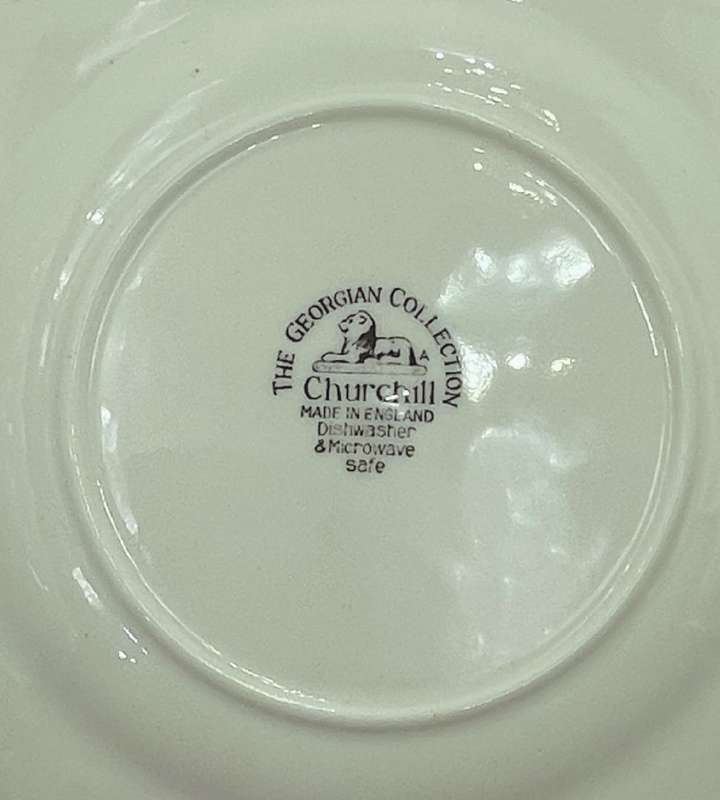 THE GEORGIAN COLLECTION
A
Churchill
MADE IN ENGLAND
Dishwasher
&Microwave
safe